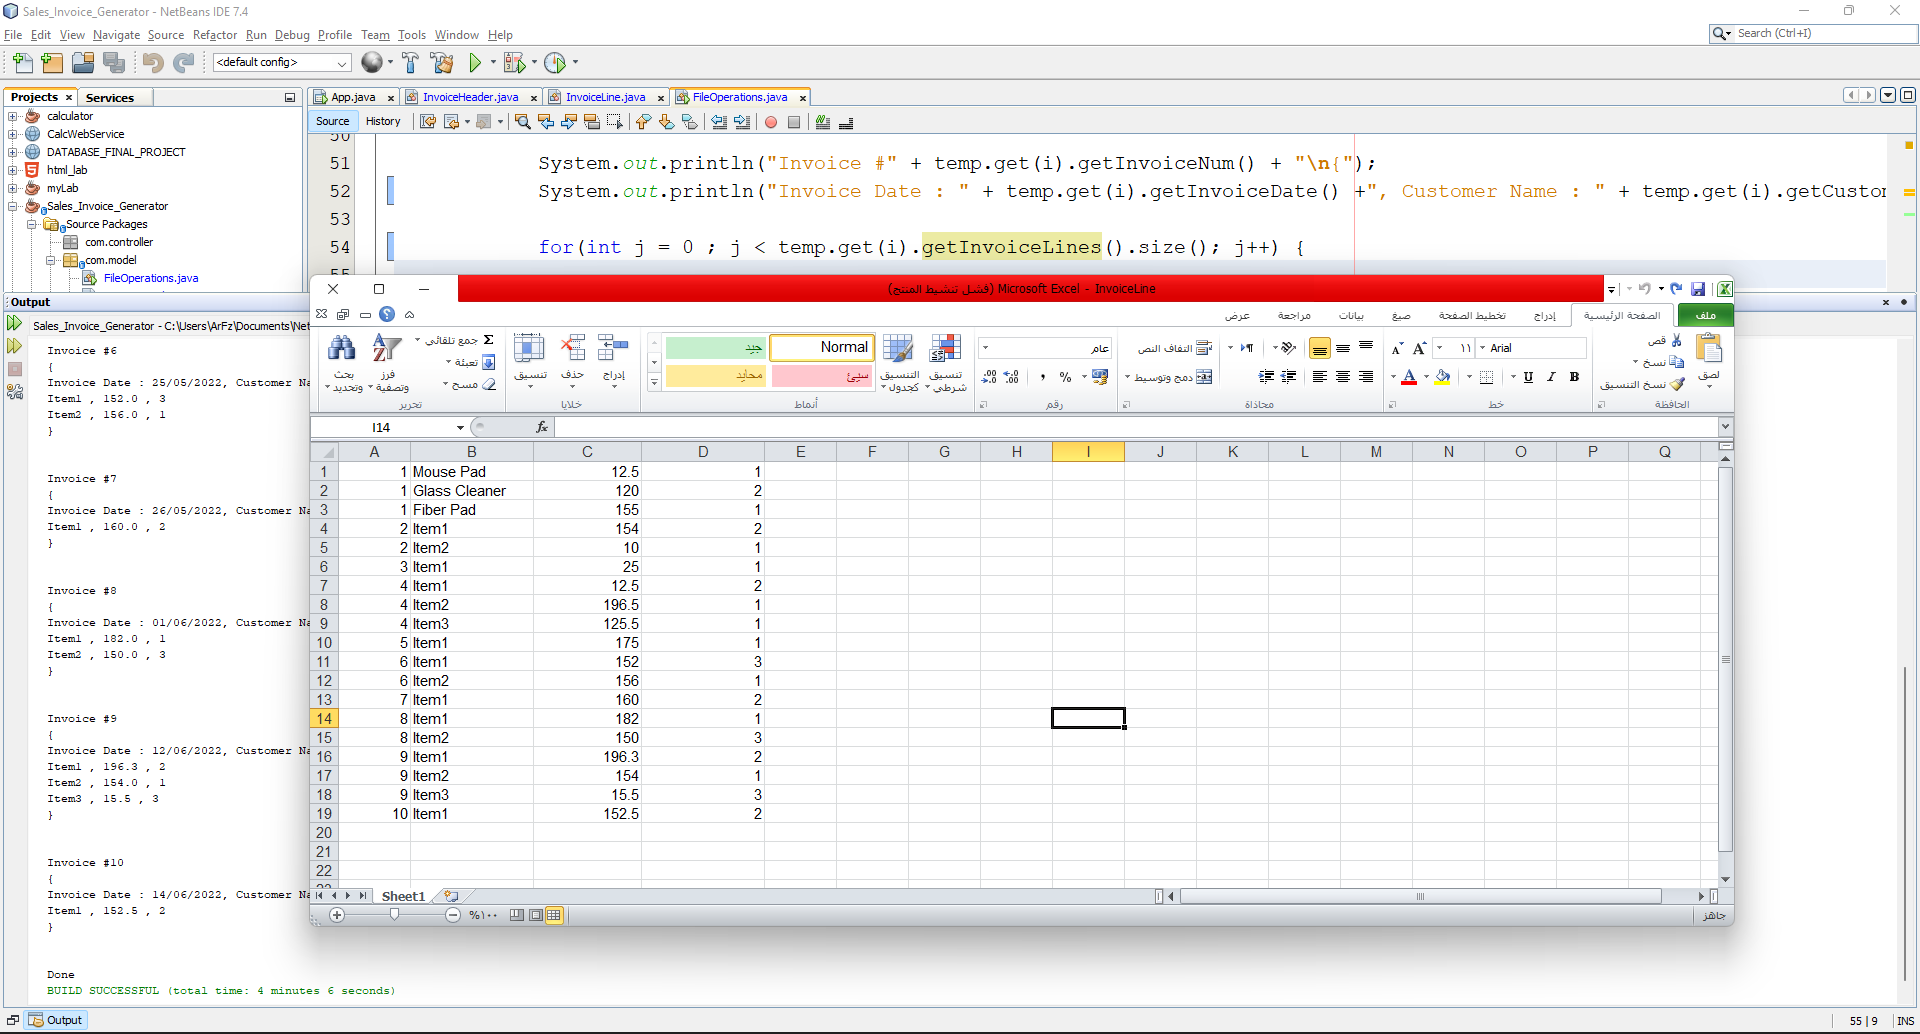 Sales_Invoice_Generator - NetBeans IDE 7.4
File Edit View Navigate Source Refactor Run Debug Profile Team Tools Window Help
Search (Ctrl+I)
<default config>
Projects Services
App.java InvoiceHeader.java InvoiceLine.java FileOperations.java
Source History
calculator
CalcWebService
DATABASE_FINAL_PROJECT
html_lab
myLab
Sales_Invoice_Generator
Source Packages
com.controller
com.model
FileOperations.java
50
51 System.out.println("Invoice #" + temp.get(i).getInvoiceNum() + "\n{");
52 System.out.println("Invoice Date : " + temp.get(i).getInvoiceDate() +", Customer Name : " + temp.get(i).getCustom
53
54 for(int j = 0 ; j < temp.get(i).getInvoiceLines().size(); j++) {
55
Output
Sales_Invoice_Generator - C:\Users\ArFz\Documents\Net
Invoice #6
{
Invoice Date : 25/05/2022, Customer Na
Item1 , 152.0 , 3
Item2 , 156.0 , 1
}
Invoice #7
{
Invoice Date : 26/05/2022, Customer Na
Item1 , 160.0 , 2
}
Invoice #8
{
Invoice Date : 01/06/2022, Customer Na
Item1 , 182.0 , 1
Item2 , 150.0 , 3
}
Invoice #9
{
Invoice Date : 12/06/2022, Customer Na
Item1 , 196.3 , 2
Item2 , 154.0 , 1
Item3 , 15.5 , 3
}
Invoice #10
{
Invoice Date : 14/06/2022, Customer Na
Item1 , 152.5 , 2
}
Done
BUILD SUCCESSFUL (total time: 4 minutes 6 seconds)
Microsoft Excel - InvoiceLine (فشل تنشيط المنتج)
ملف الصفحة الرئيسية إدراج تخطيط الصفحة صيغ بيانات مراجعة عرض
لصق
قص
نسخ
نسخ التنسيق
الحافظة
Arial ١١
B I U
خط
التفاف النص
دمج وتوسيط
محاذاة
عام
% ,
رقم
تنسيق شرطي
التنسيق كجدول
Normal جيد
سيئ محايد
أنماط
إدراج
حذف
تنسيق
خلايا
Σ جمع تلقائي
تعبئة
مسح
فرز وتصفية
بحث وتحديد
تحرير
I14 fx
A B C D E F G H I J K L M N O P Q
1 1 Mouse Pad 12.5 1
2 1 Glass Cleaner 120 2
3 1 Fiber Pad 155 1
4 2 Item1 154 2
5 2 Item2 10 1
6 3 Item1 25 1
7 4 Item1 12.5 2
8 4 Item2 196.5 1
9 4 Item3 125.5 1
10 5 Item1 175 1
11 6 Item1 152 3
12 6 Item2 156 1
13 7 Item1 160 2
14 8 Item1 182 1
15 8 Item2 150 3
16 9 Item1 196.3 2
17 9 Item2 154 1
18 9 Item3 15.5 3
19 10 Item1 152.5 2
20
21
22
23
Sheet1
%١٠٠
جاهز
Output
55 | 9 INS